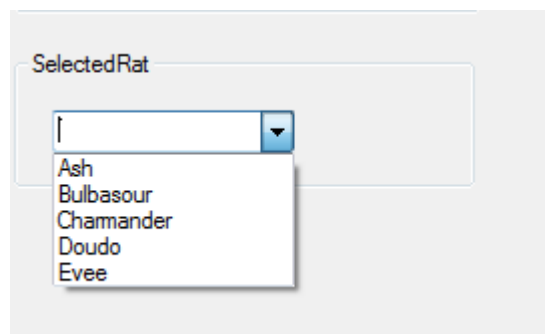 SelectedRat
Ash
Bulbasour
Charmander
Doudo
Evee